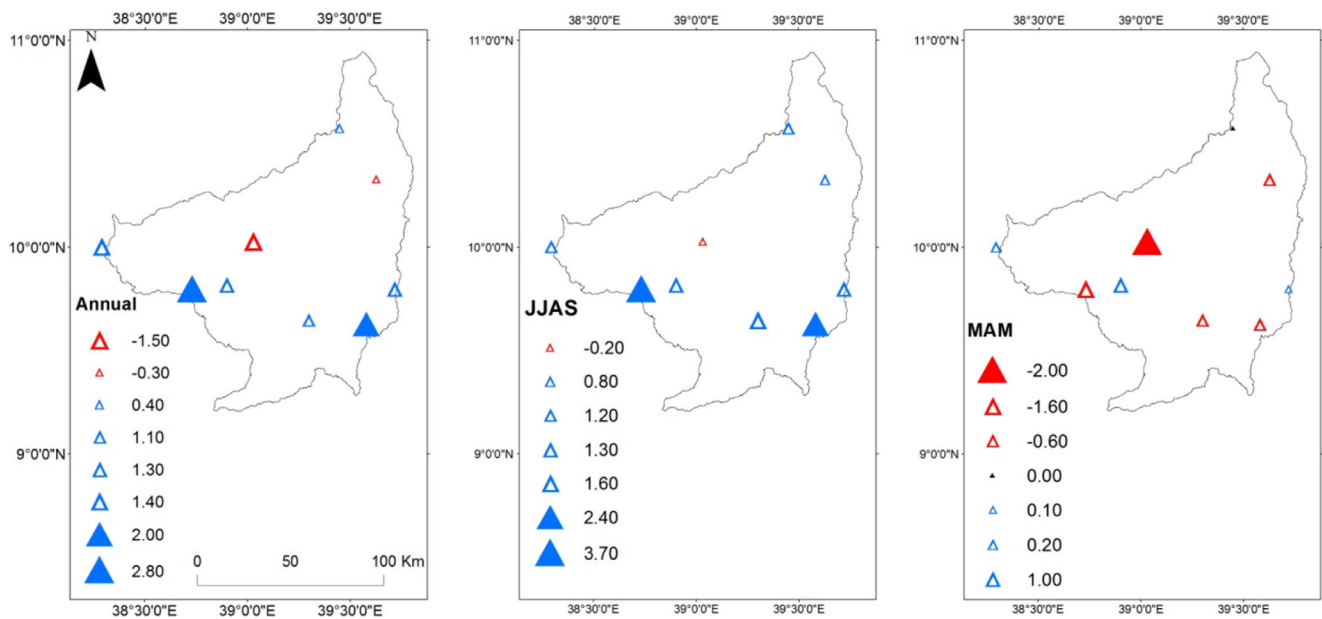 38°30'0"E 39°0'0"E 39°30'0"E
11°0'0"N
N
10°0'0"N
Annual
-1.50
-0.30
0.40
1.10
1.30
1.40
2.00
2.80
9°0'0"N
0 50 100 Km
38°30'0"E 39°0'0"E 39°30'0"E
38°30'0"E 39°0'0"E 39°30'0"E
11°0'0"N
10°0'0"N
JJAS
-0.20
0.80
1.20
1.30
1.60
2.40
3.70
9°0'0"N
38°30'0"E 39°0'0"E 39°30'0"E
38°30'0"E 39°0'0"E 39°30'0"E
11°0'0"N
10°0'0"N
MAM
-2.00
-1.60
-0.60
0.00
0.10
0.20
1.00
9°0'0"N
38°30'0"E 39°0'0"E 39°30'0"E